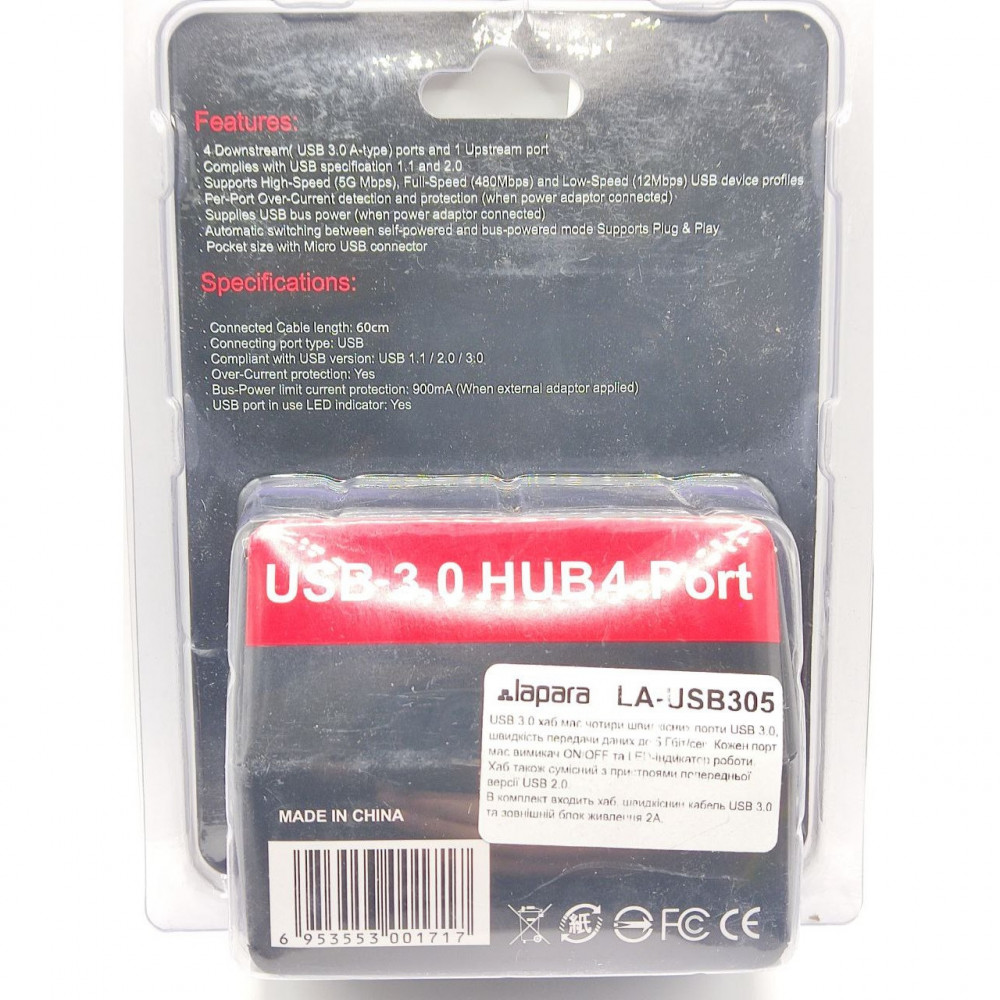 Features:
. 4 Downstream( USB 3.0 A-type) ports and 1 Upstream port
. Complies with USB specification 1.1 and 2.0
. Supports High-Speed (5G Mbps), Full-Speed (480Mbps) and Low-Speed (12Mbps) USB device profiles
. Per-Port Over-Current detection and protection (when power adaptor connected)
. Supplies USB bus power (when power adaptor connected)
. Automatic switching between self-powered and bus-powered mode Supports Plug & Play
. Pocket size with Micro USB connector
Specifications:
. Connected Cable length: 60cm
. Connecting port type: USB
. Compliant with USB version: USB 1.1 / 2.0 / 3.0
. Over-Current protection: Yes
. Bus-Power limit current protection: 900mA (When external adaptor applied)
. USB port in use LED indicator: Yes
USB 3.0 HUB4-Port
lapara LA-USB305
USB 3.0 хаб має чотири швидкісних порти USB 3.0,
швидкість передачи даних до 5 Гбіт/сек. Кожен порт
має вимикач ON/OFF та LED-індикатор роботи.
Хаб також сумісний з пристроями попередньої
версії USB 2.0.
В комплект входить хаб, швидкісний кабель USB 3.0
та зовнішній блок живлення 2А.
MADE IN CHINA
6 953553 001717
紙 FC CE